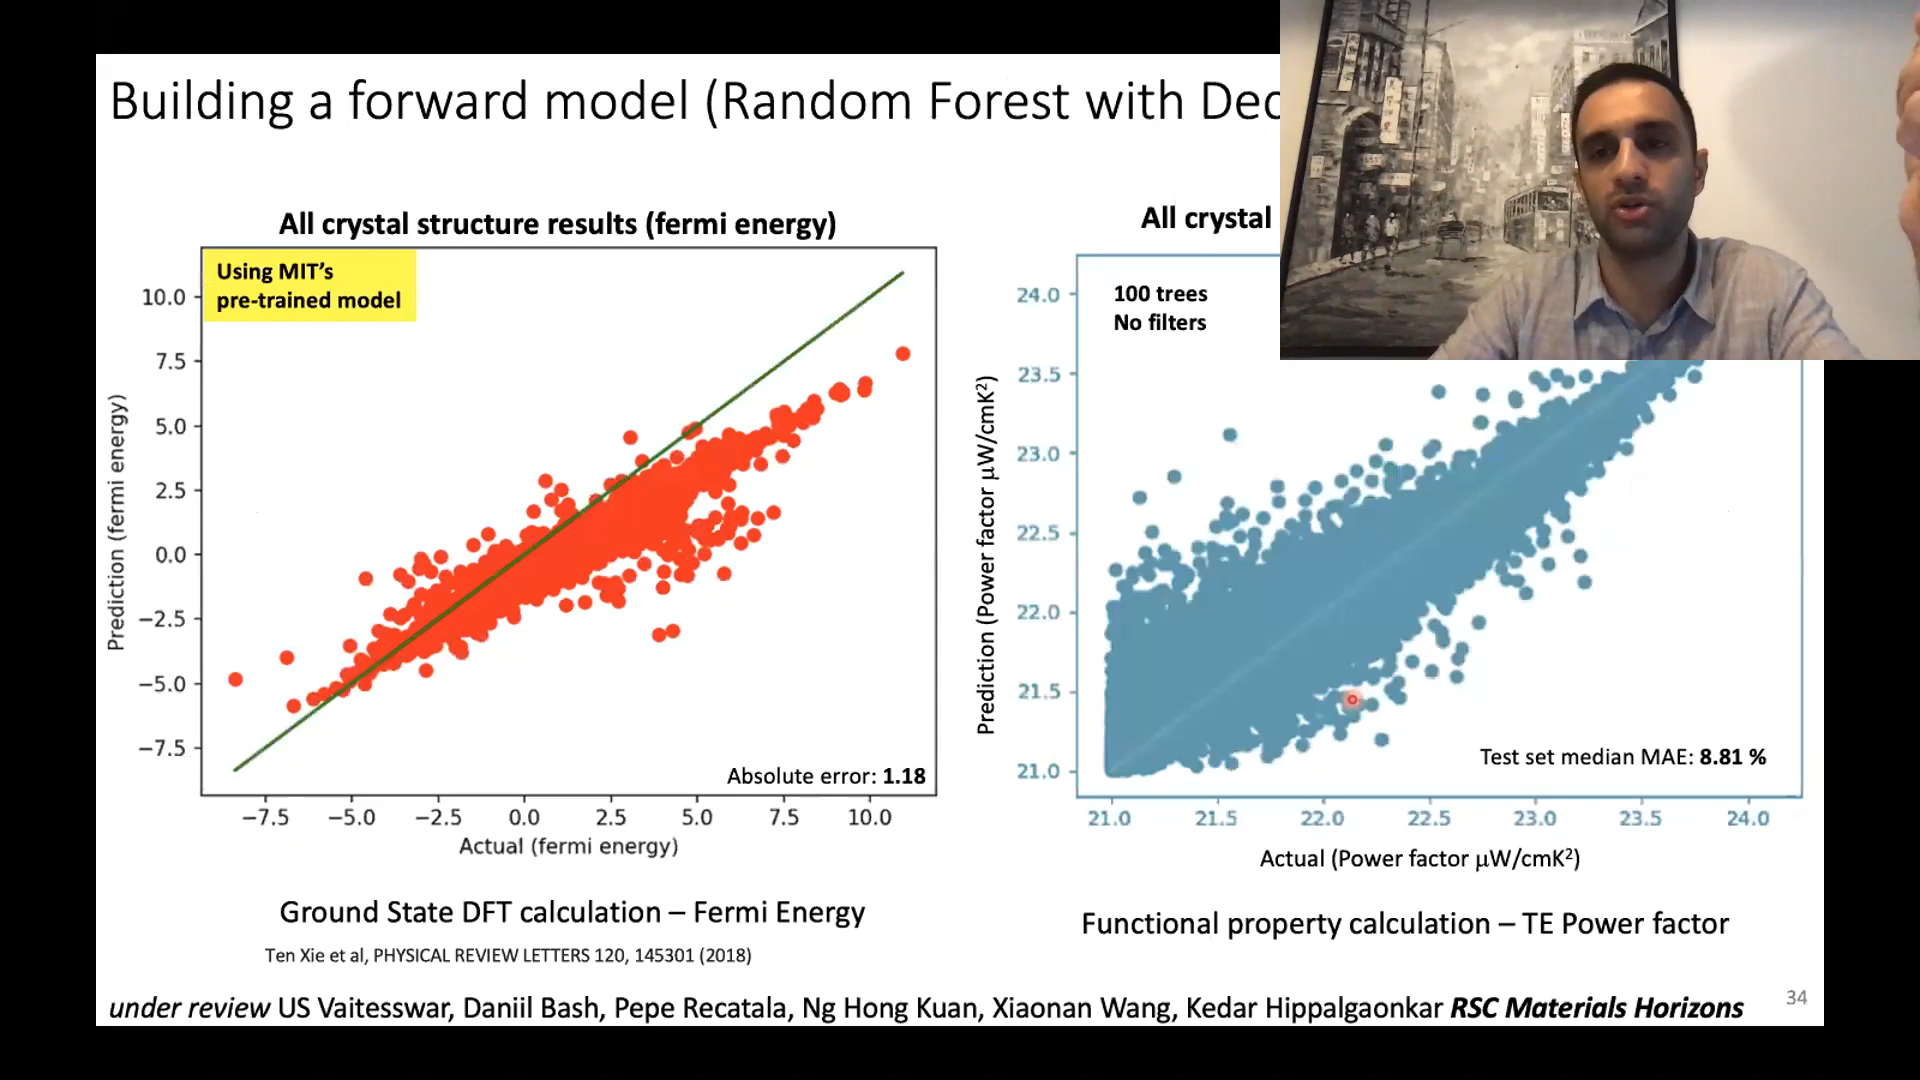 Building a forward model (Random Forest with Dec
All crystal structure results (fermi energy)
Using MIT’s
pre-trained model
10.0
7.5
5.0
2.5
0.0
−2.5
−5.0
−7.5
Prediction (fermi energy)
Absolute error: 1.18
−7.5 −5.0 −2.5 0.0 2.5 5.0 7.5 10.0
Actual (fermi energy)
Ground State DFT calculation – Fermi Energy
Ten Xie et al, PHYSICAL REVIEW LETTERS 120, 145301 (2018)
All crystal
100 trees
No filters
24.0
23.5
23.0
22.5
22.0
21.5
21.0
Prediction (Power factor μW/cmK²)
Test set median MAE: 8.81 %
21.0 21.5 22.0 22.5 23.0 23.5 24.0
Actual (Power factor μW/cmK²)
Functional property calculation – TE Power factor
under review US Vaitesswar, Daniil Bash, Pepe Recatala, Ng Hong Kuan, Xiaonan Wang, Kedar Hippalgaonkar RSC Materials Horizons
34